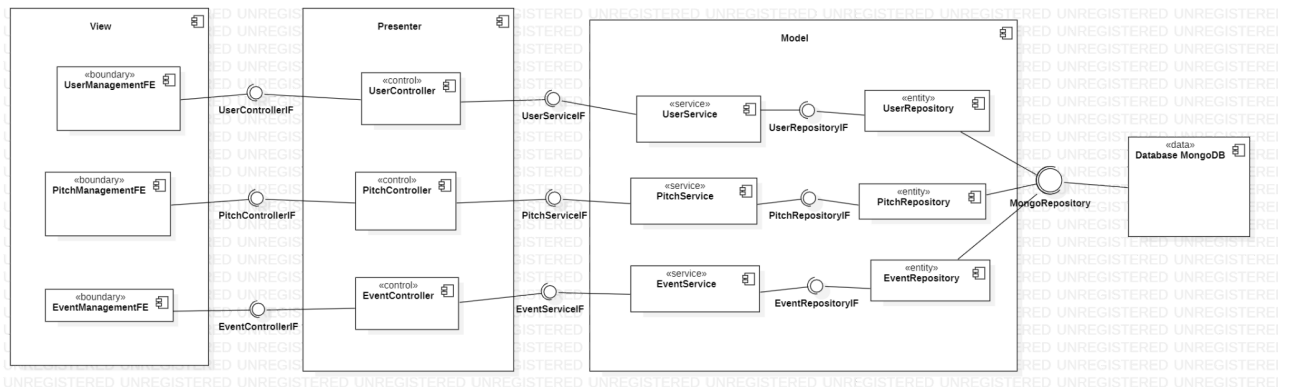 View
Presenter
Model
«boundary»
UserManagementFE
UserControllerIF
«control»
UserController
UserServiceIF
«service»
UserService
UserRepositoryIF
«entity»
UserRepository
«data»
Database MongoDB
«boundary»
PitchManagementFE
PitchControllerIF
«control»
PitchController
PitchServiceIF
«service»
PitchService
PitchRepositoryIF
«entity»
PitchRepository
MongoRepository
«boundary»
EventManagementFE
EventControllerIF
«control»
EventController
EventServiceIF
«service»
EventService
EventRepositoryIF
«entity»
EventRepository
UNREGISTERED UNREGISTERED UNREGISTERED UNREGISTERED UNREGISTERED UNREGISTERED UNREGISTERED UNREGISTERED UNREGISTERED UNREGISTERED